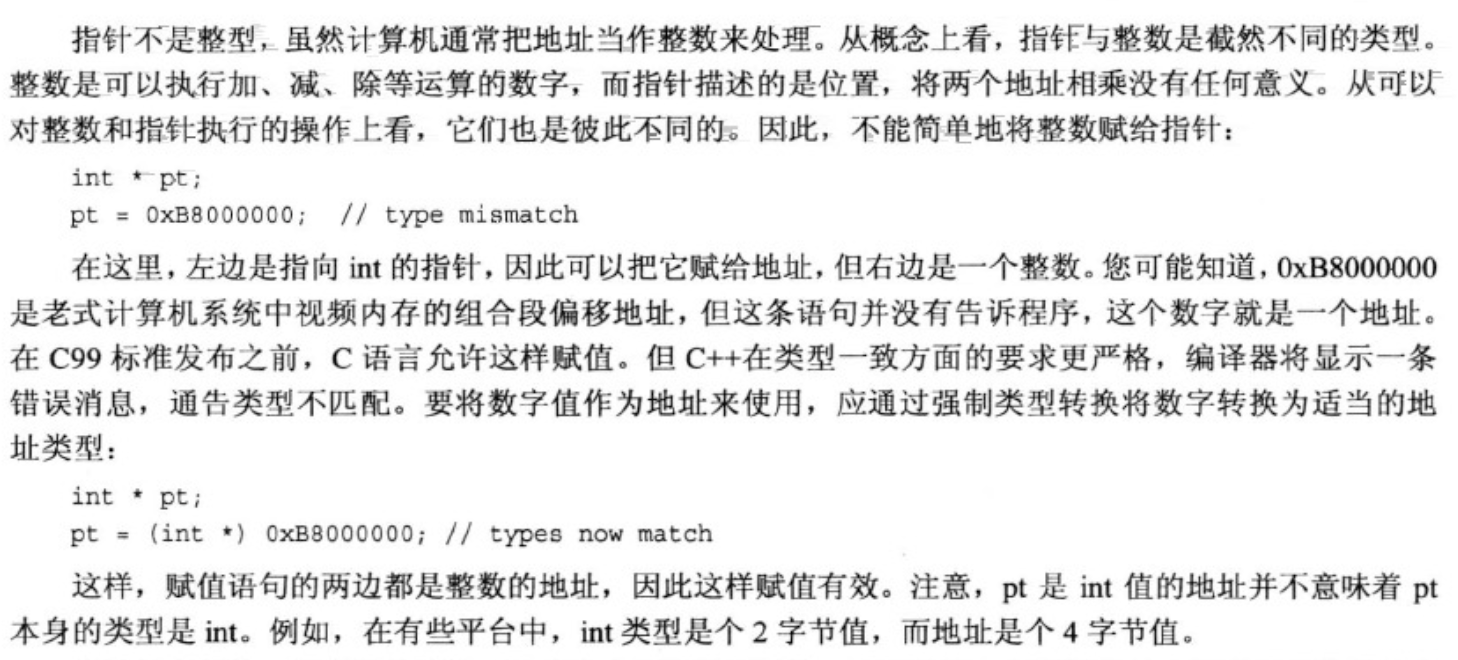 指针不是整型，虽然计算机通常把地址当作整数来处理。从概念上看，指针与整数是截然不同的类型。
整数是可以执行加、减、除等运算的数字，而指针描述的是位置，将两个地址相乘没有任何意义。从可以
对整数和指针执行的操作上看，它们也是彼此不同的。因此，不能简单地将整数赋给指针：
int * pt;
pt = 0xB8000000;  // type mismatch
在这里，左边是指向 int 的指针，因此可以把它赋给地址，但右边是一个整数。您可能知道，0xB8000000
是老式计算机系统中视频内存的组合段偏移地址，但这条语句并没有告诉程序，这个数字就是一个地址。
在 C99 标准发布之前，C 语言允许这样赋值。但 C++在类型一致方面的要求更严格，编译器将显示一条
错误消息，通告类型不匹配。要将数字值作为地址来使用，应通过强制类型转换将数字转换为适当的地
址类型：
int * pt;
pt = (int *) 0xB8000000; // types now match
这样，赋值语句的两边都是整数的地址，因此这样赋值有效。注意，pt 是 int 值的地址并不意味着 pt
本身的类型是 int。例如，在有些平台中，int 类型是个 2 字节值，而地址是个 4 字节值。